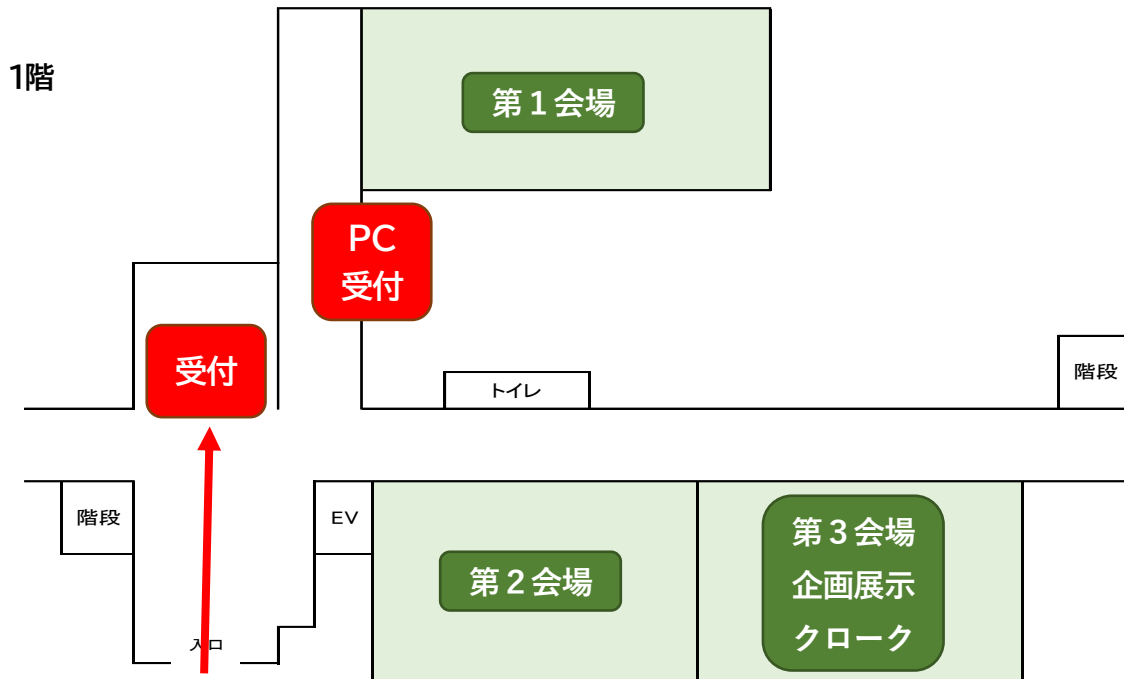 1階
第1会場
PC
受付
受付
トイレ
階段
階段
EV
第2会場
第3会場
企画展示
クローク
入口